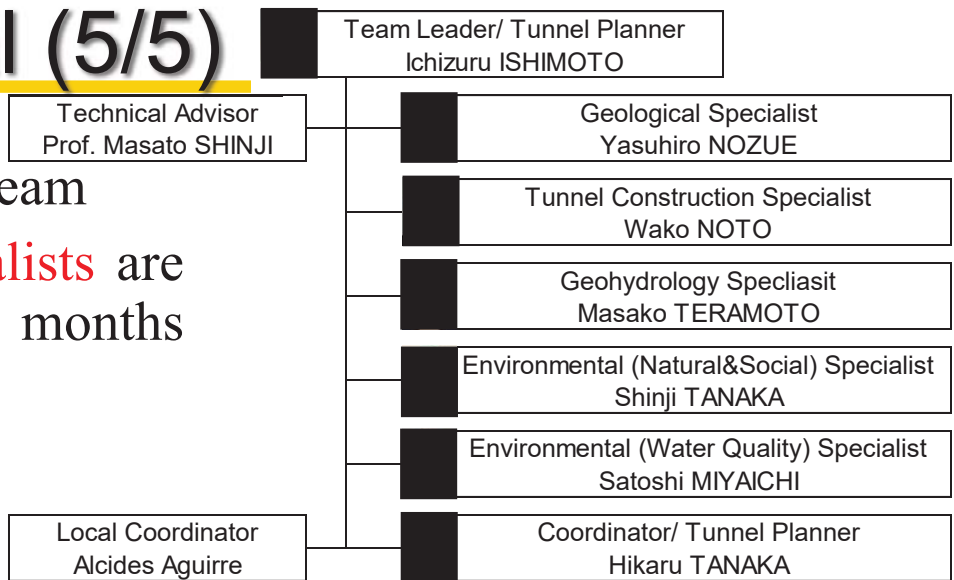 l (5/5)
Team Leader/ Tunnel Planner
Ichizuru ISHIMOTO
Technical Advisor
Prof. Masato SHINJI
Geological Specialist
Yasuhiro NOZUE
eam
Tunnel Construction Specialist
Wako NOTO
alists are
months
Geohydrology Specliasit
Masako TERAMOTO
Environmental (Natural&Social) Specialist
Shinji TANAKA
Environmental (Water Quality) Specialist
Satoshi MIYAICHI
Local Coordinator
Alcides Aguirre
Coordinator/ Tunnel Planner
Hikaru TANAKA